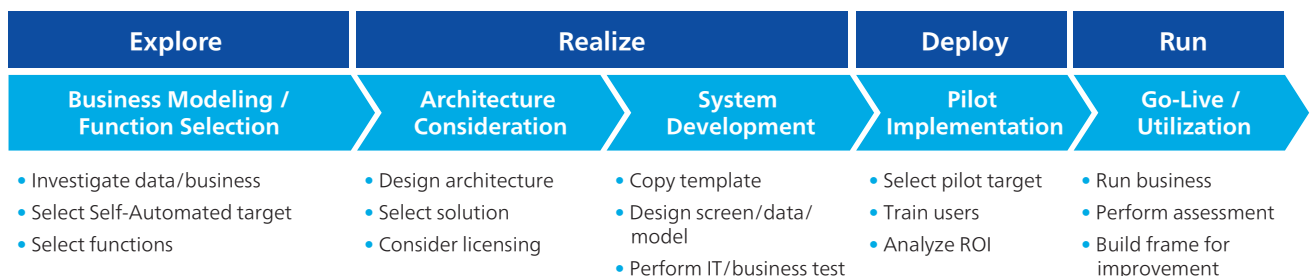 Explore
Realize
Deploy
Run
Business Modeling /
Function Selection
Architecture
Consideration
System
Development
Pilot
Implementation
Go-Live /
Utilization
• Investigate data/business
• Select Self-Automated target
• Select functions
• Design architecture
• Select solution
• Consider licensing
• Copy template
• Design screen/data/
model
• Perform IT/business test
• Select pilot target
• Train users
• Analyze ROI
• Run business
• Perform assessment
• Build frame for
improvement